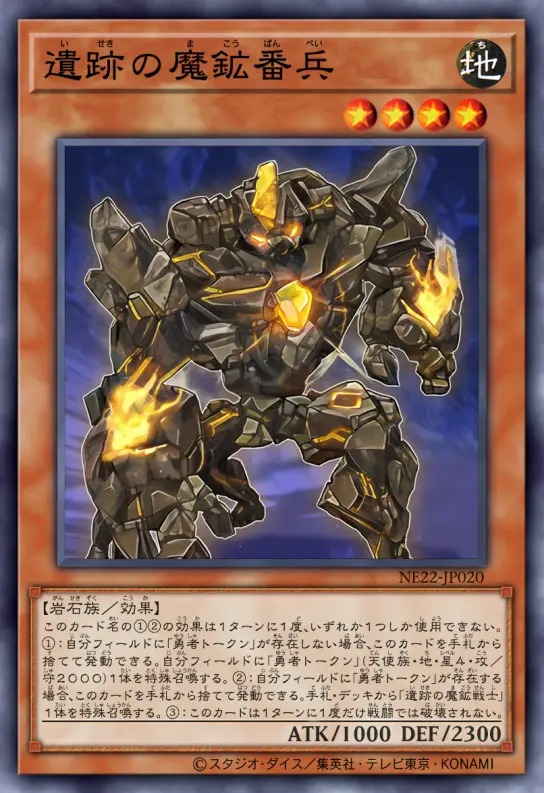 遺跡の魔鉱番兵
地
NE22-JP020
【岩石族／効果】
このカード名の①②の効果は1ターンに1度、いずれか1つしか使用できない。
①：自分フィールドに「勇者トークン」が存在しない場合、このカードを手札から
捨てて発動できる。自分フィールドに「勇者トークン」（天使族・地・星4・攻／
守2000）1体を特殊召喚する。②：自分フィールドに「勇者トークン」が存在する
場合、このカードを手札から捨てて発動できる。手札・デッキから「遺跡の魔鉱戦士」
1体を特殊召喚する。③：このカードは1ターンに1度だけ戦闘では破壊されない。
ATK/1000 DEF/2300
©スタジオ・ダイス／集英社・テレビ東京・KONAMI